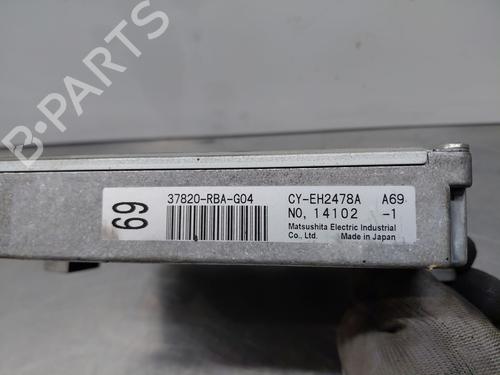 B-PARTS
69
37820-RBA-G04
CY-EH2478A A69
NO, 14102 -1
Matsushita Electric Industrial
Co., Ltd. Made in Japan